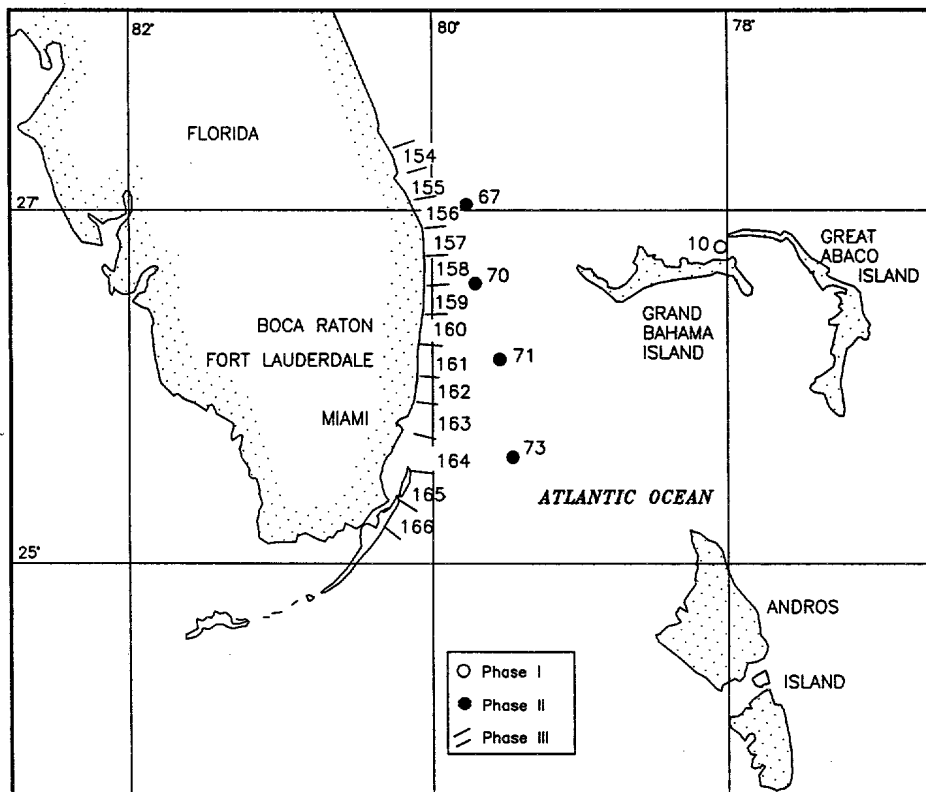 82°
80°
78°
FLORIDA
154
155
67
27°
156
157
10
GREAT
ABACO
ISLAND
158
70
159
GRAND
BAHAMA
ISLAND
BOCA RATON
160
FORT LAUDERDALE
161
71
162
MIAMI
163
164
73
165
ATLANTIC OCEAN
166
25°
ANDROS
ISLAND
Phase I
Phase II
Phase III